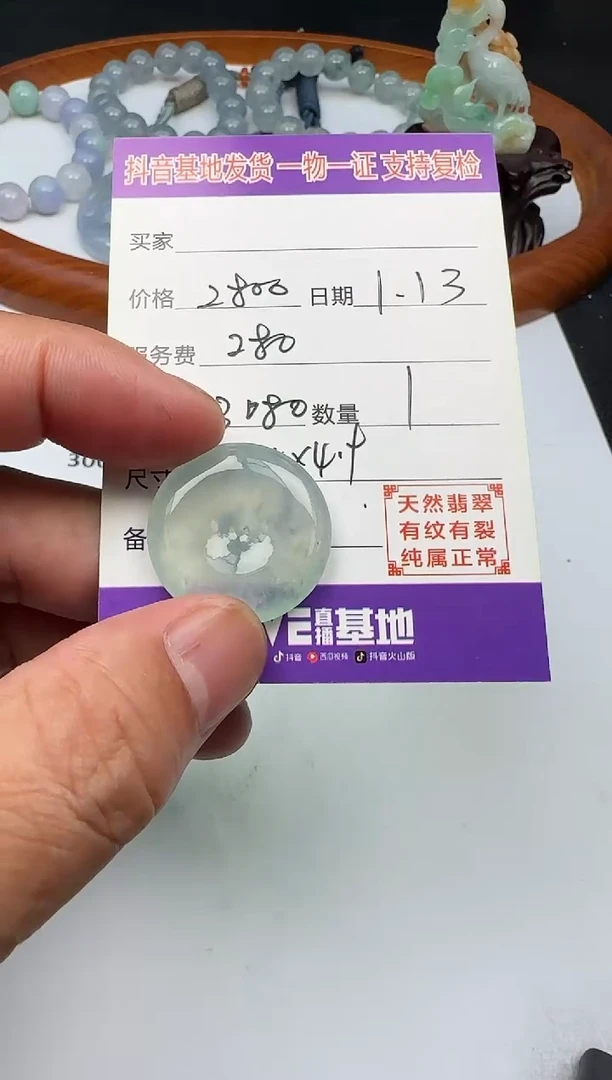 抖音基地发货 一物一证 支持复检
买家
价格 2800 日期 1.13
服务费 280
3080 数量 1
300
尺寸 x4.9
备
天然翡翠
有纹有裂
纯属正常
直播基地
抖音 西瓜视频 抖音火山版